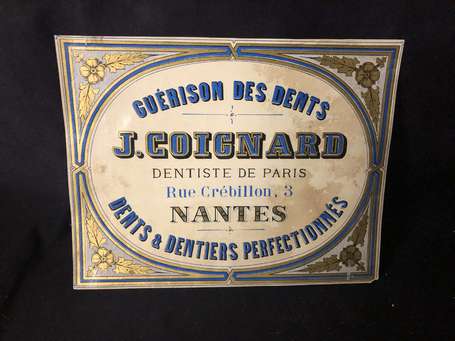 GUÉRISON DES DENTS
J. COIGNARD
DENTISTE DE PARIS
Rue Crébillon, 3
NANTES
DENTS & DENTIERS PERFECTIONNÉS